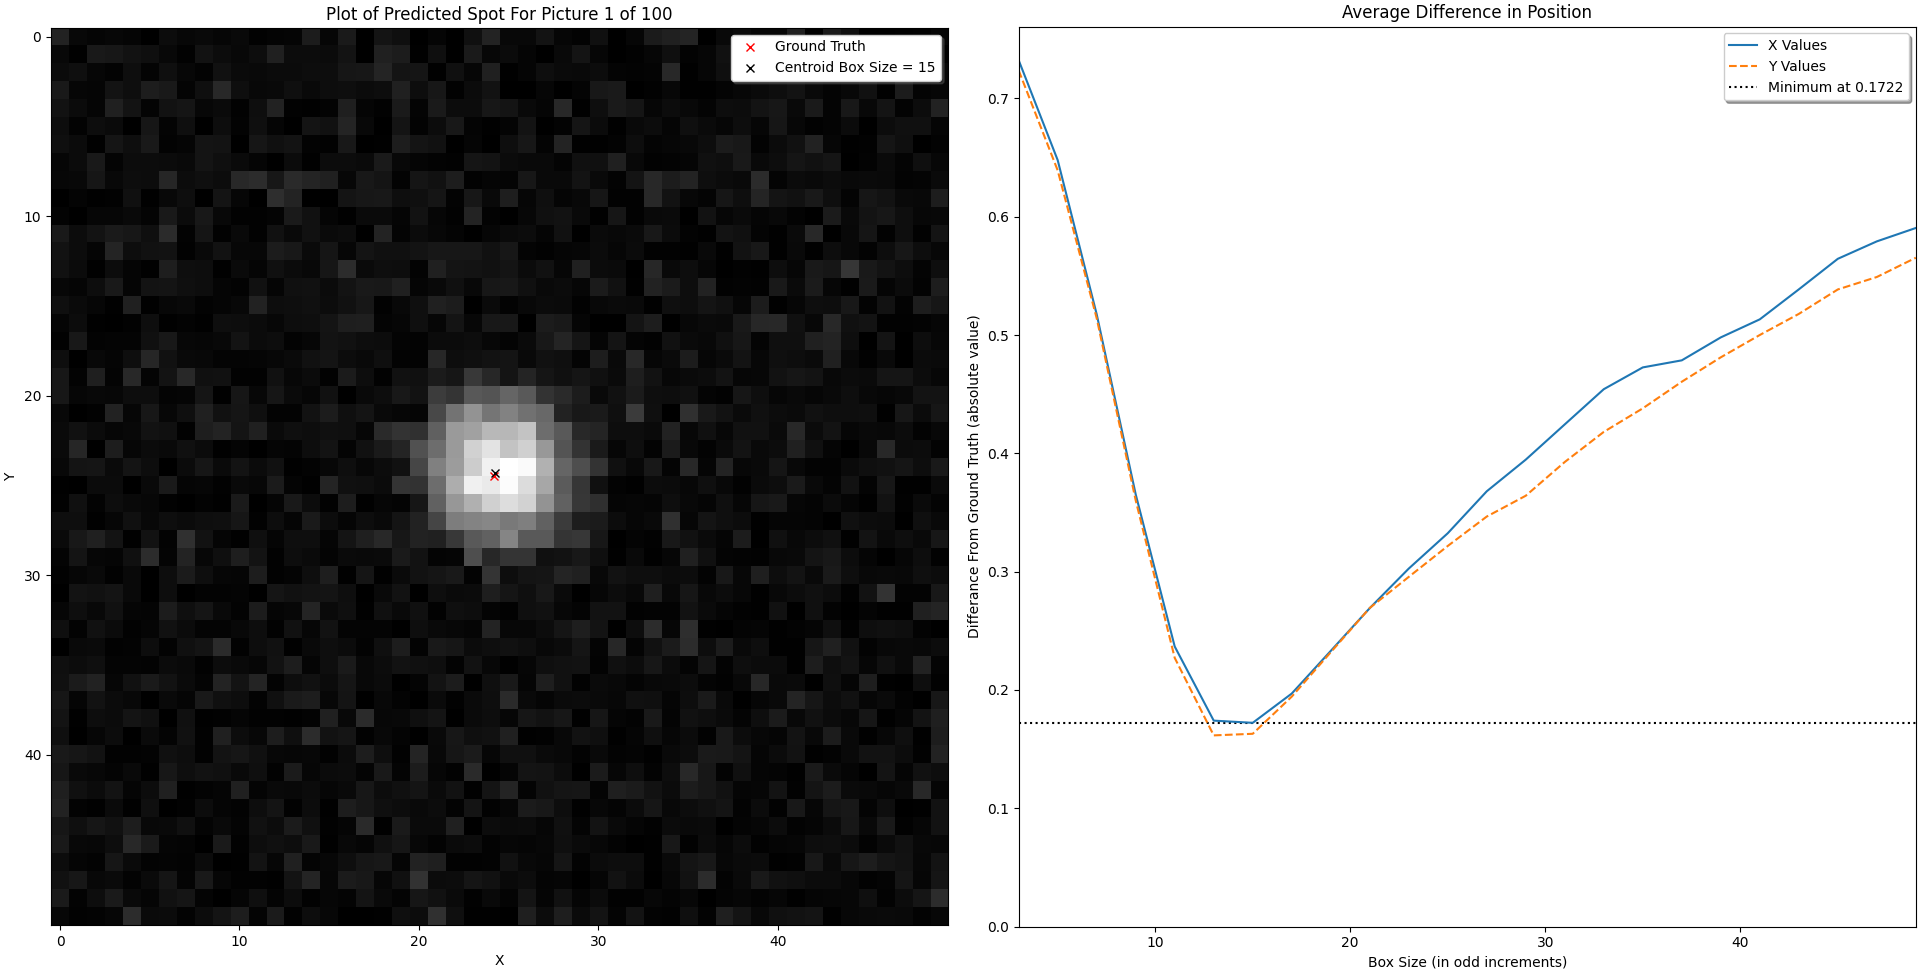 Plot of Predicted Spot For Picture 1 of 100
Ground Truth
Centroid Box Size = 15
0
10
20
30
40
Y
0
10
20
30
40
X
Average Difference in Position
X Values
Y Values
Minimum at 0.1722
0.7
0.6
0.5
0.4
0.3
0.2
0.1
0.0
Differance From Ground Truth (absolute value)
10
20
30
40
Box Size (in odd increments)